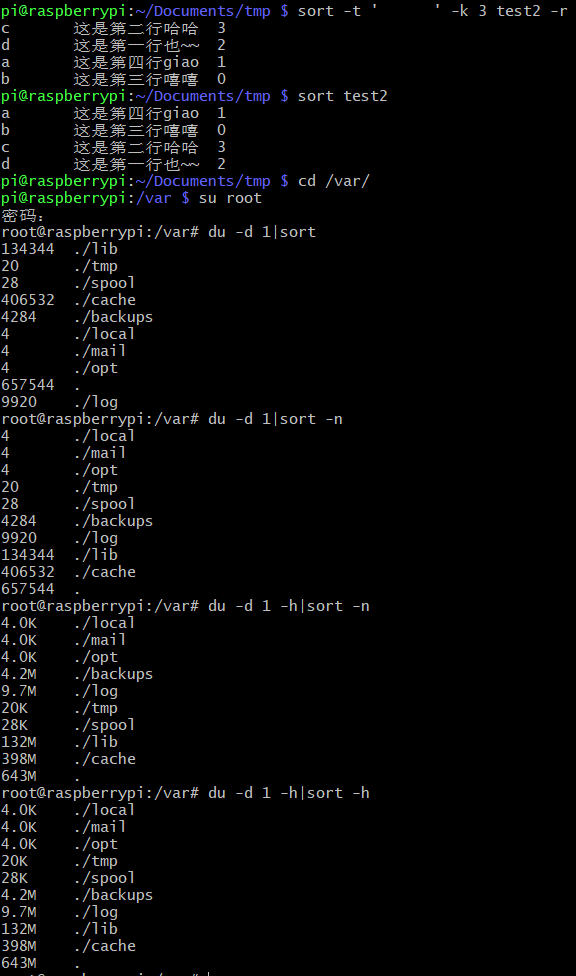 pi@raspberrypi:~/Documents/tmp $ sort -t '      ' -k 3 test2 -r
c       这是第二行哈哈  3
d       这是第一行也~~  2
a       这是第四行giao  1
b       这是第三行嘻嘻  0
pi@raspberrypi:~/Documents/tmp $ sort test2
a       这是第四行giao  1
b       这是第三行嘻嘻  0
c       这是第二行哈哈  3
d       这是第一行也~~  2
pi@raspberrypi:~/Documents/tmp $ cd /var/
pi@raspberrypi:/var $ su root
密码：
root@raspberrypi:/var# du -d 1|sort
134344  ./lib
20      ./tmp
28      ./spool
406532  ./cache
4284    ./backups
4       ./local
4       ./mail
4       ./opt
657544  .
9920    ./log
root@raspberrypi:/var# du -d 1|sort -n
4       ./local
4       ./mail
4       ./opt
20      ./tmp
28      ./spool
4284    ./backups
9920    ./log
134344  ./lib
406532  ./cache
657544  .
root@raspberrypi:/var# du -d 1 -h|sort -n
4.0K    ./local
4.0K    ./mail
4.0K    ./opt
4.2M    ./backups
9.7M    ./log
20K     ./tmp
28K     ./spool
132M    ./lib
398M    ./cache
643M    .
root@raspberrypi:/var# du -d 1 -h|sort -h
4.0K    ./local
4.0K    ./mail
4.0K    ./opt
20K     ./tmp
28K     ./spool
4.2M    ./backups
9.7M    ./log
132M    ./lib
398M    ./cache
643M    .